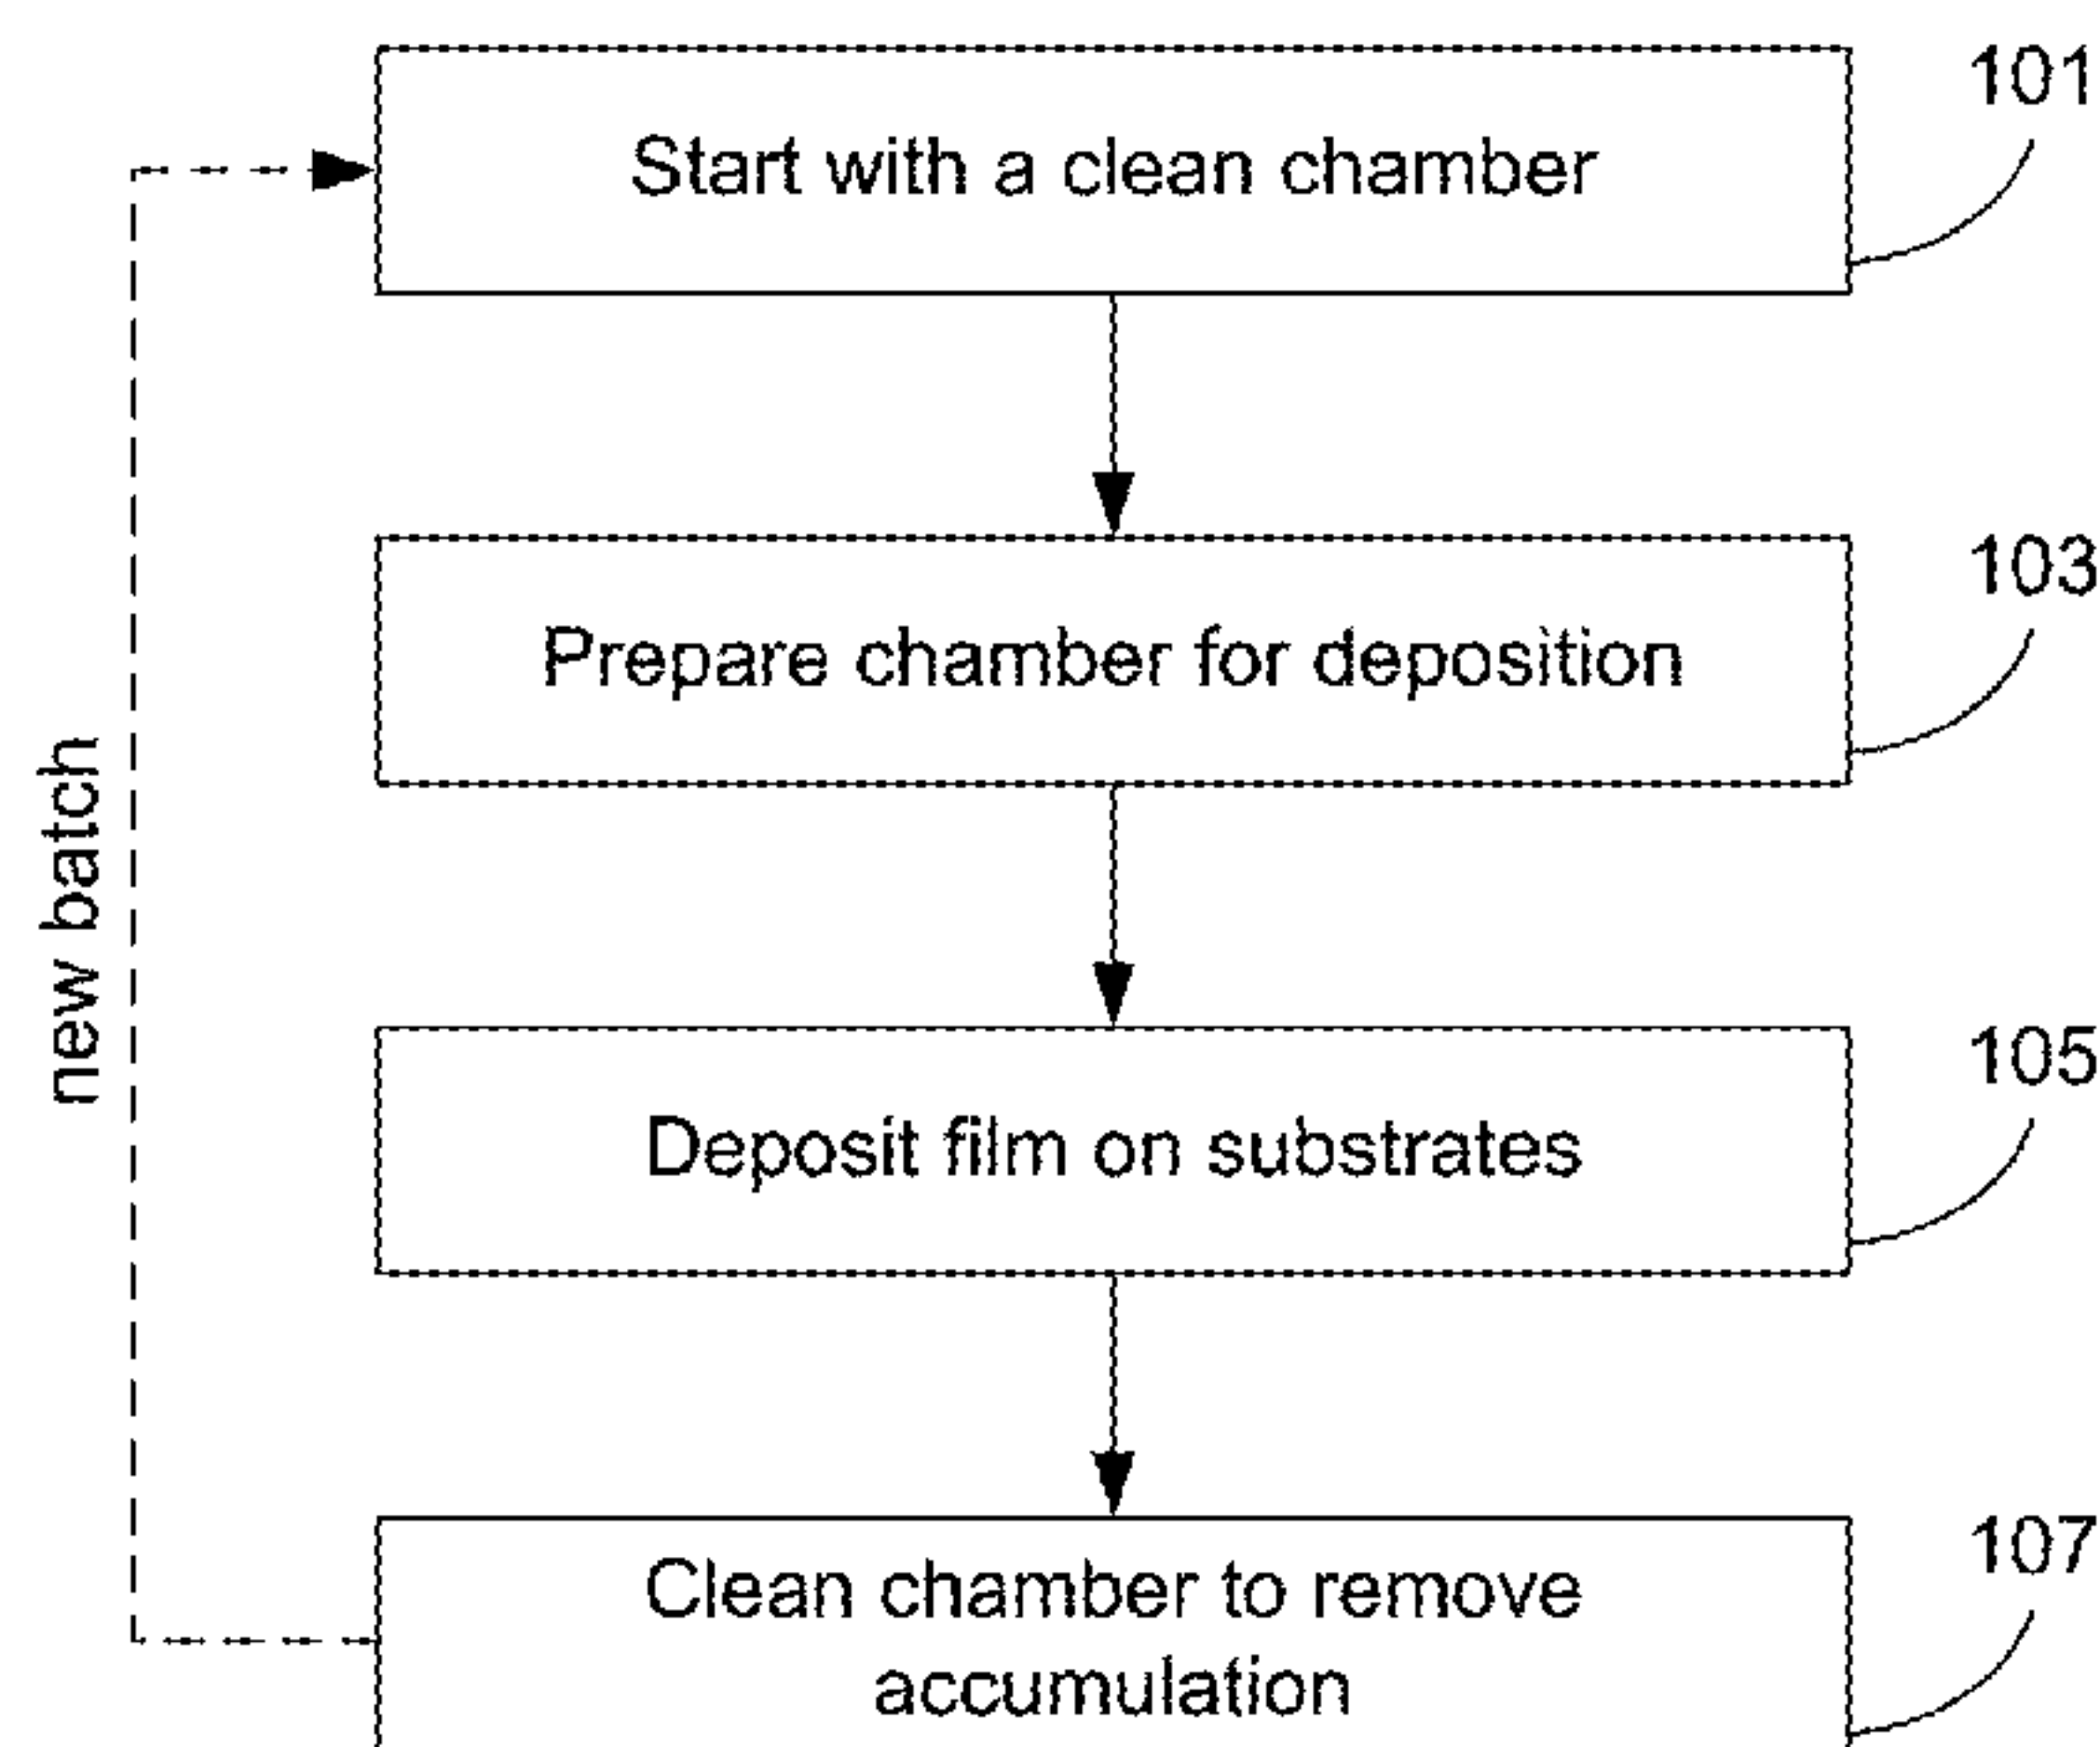 Start with a clean chamber
101
Prepare chamber for deposition
103
new batch
Deposit film on substrates
105
Clean chamber to remove
accumulation
107